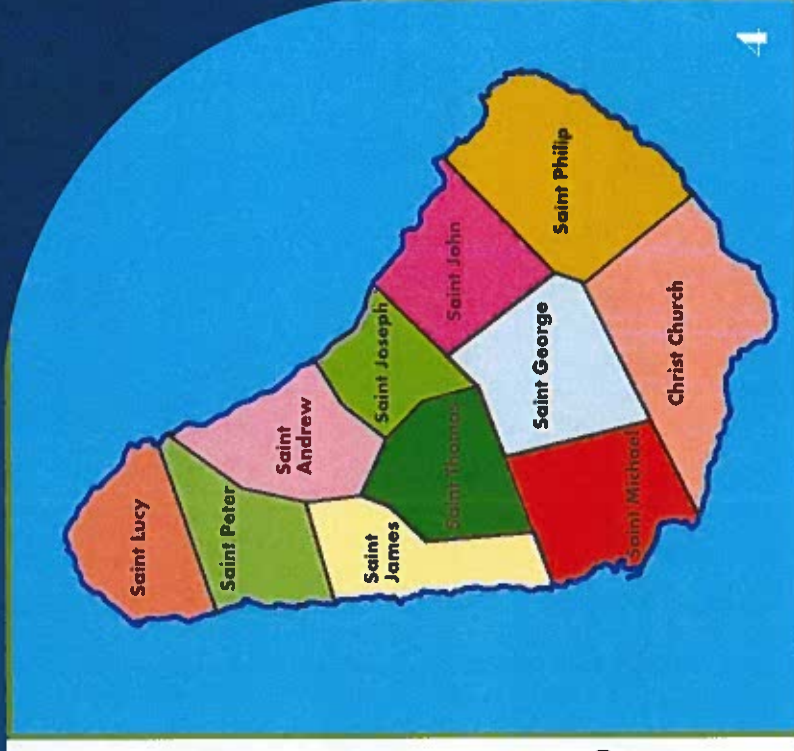 Saint Lucy
Saint Peter
Saint
Andrew
Saint
James
Saint Joseph
Saint Thomas
Saint John
Saint George
Saint Philip
Saint Michael
Christ Church
4